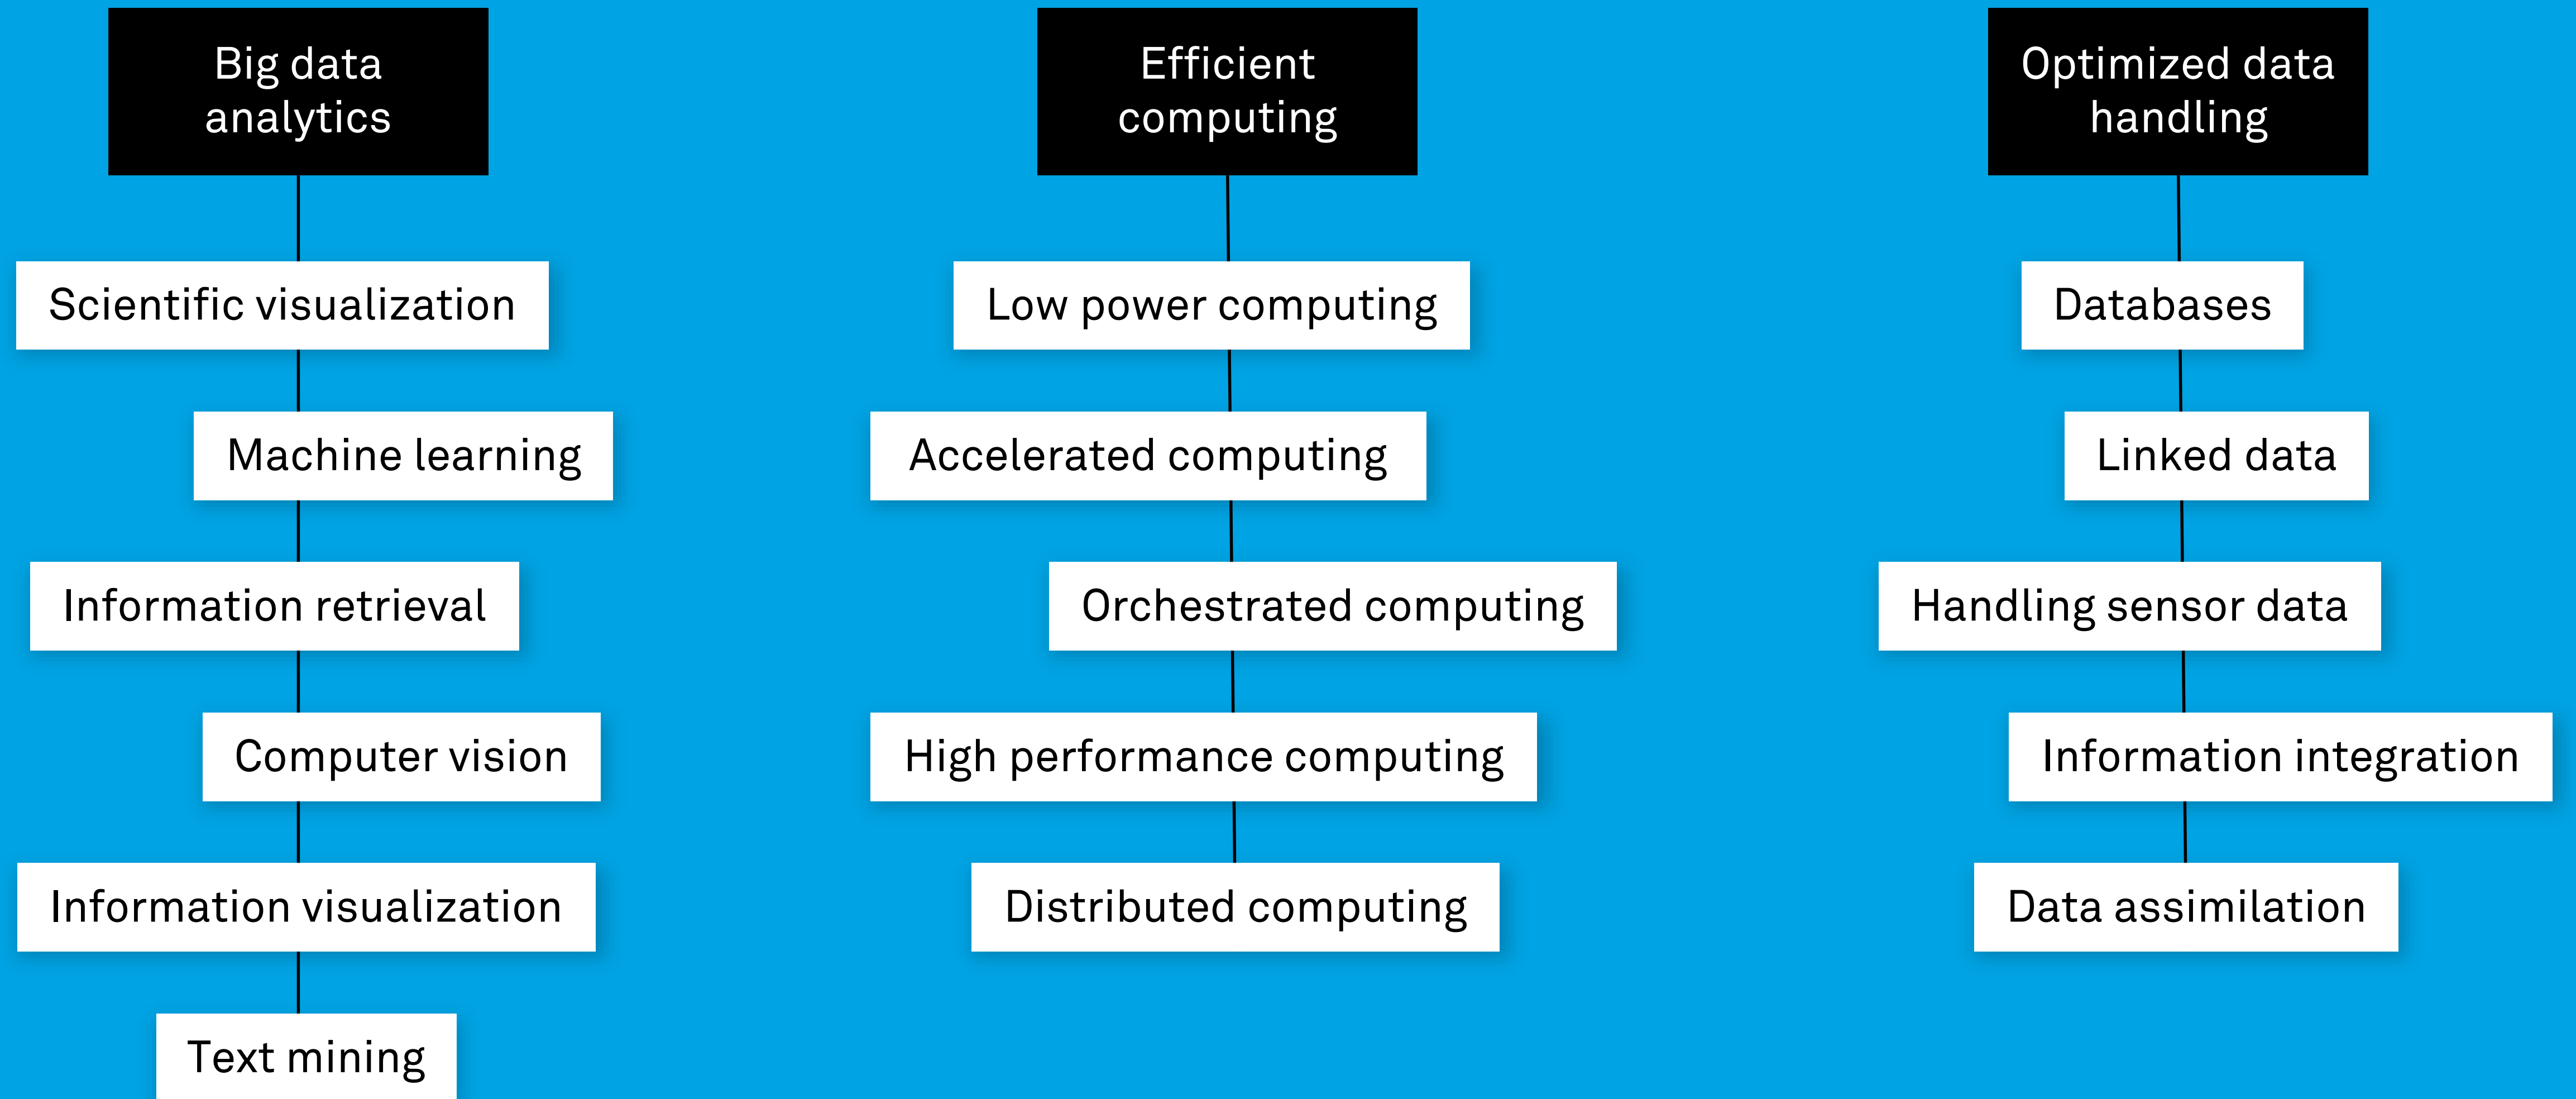 Big data
analytics
Scientific visualization
Machine learning
Information retrieval
Computer vision
Information visualization
Text mining
Efficient
computing
Low power computing
Accelerated computing
Orchestrated computing
High performance computing
Distributed computing
Optimized data
handling
Databases
Linked data
Handling sensor data
Information integration
Data assimilation